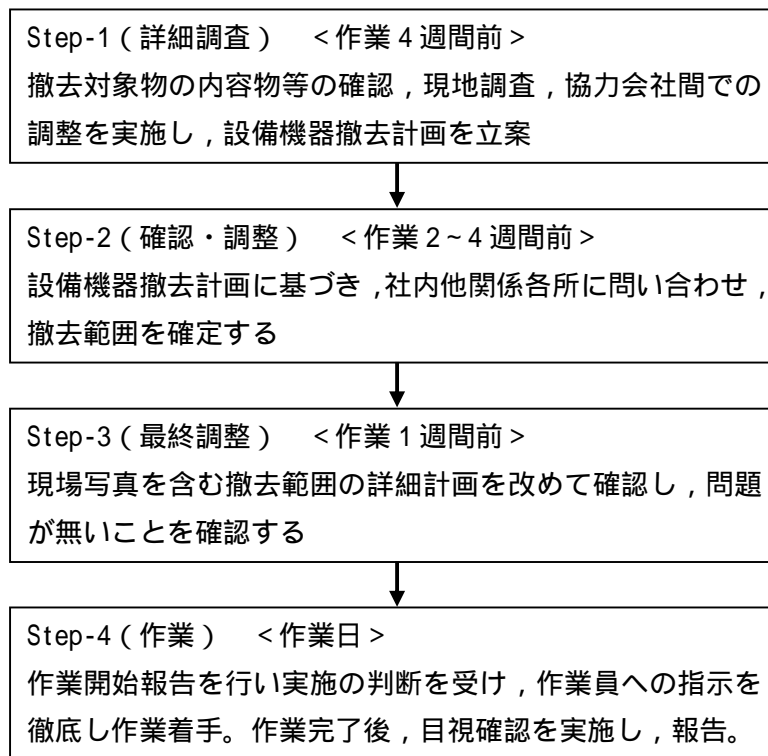 Step-1（詳細調査）　＜作業４週間前＞
撤去対象物の内容物等の確認，現地調査，協力会社間での
調整を実施し，設備機器撤去計画を立案
Step-2（確認・調整）　＜作業２~４週間前＞
設備機器撤去計画に基づき，社内他関係各所に問い合わせ，
撤去範囲を確定する
Step-3（最終調整）　＜作業１週間前＞
現場写真を含む撤去範囲の詳細計画を改めて確認し，問題
が無いことを確認する
Step-4（作業）　＜作業日＞
作業開始報告を行い実施の判断を受け，作業員への指示を
徹底し作業着手。作業完了後，目視確認を実施し，報告。